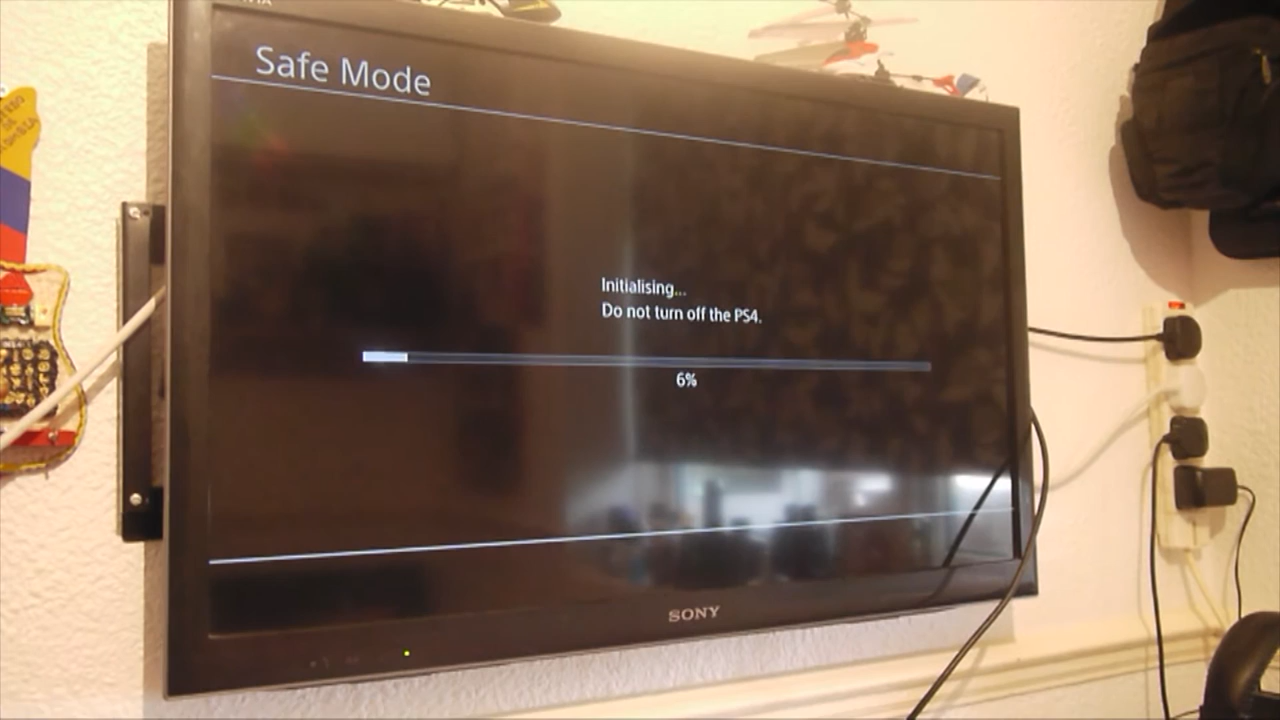 Safe Mode
Initialising...
Do not turn off the PS4.
6%
SONY